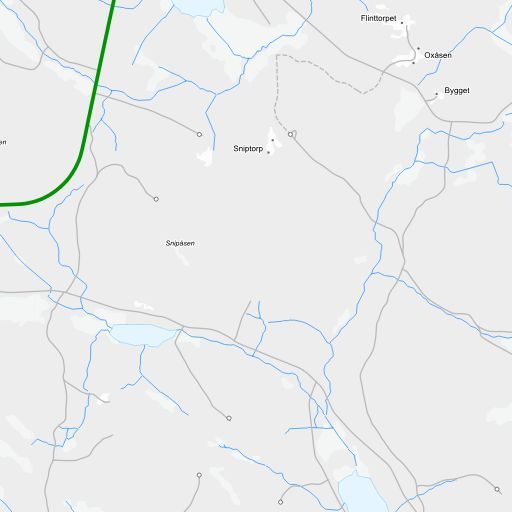 Flinttorpet
Oxåsen
Bygget
Sniptorp
Snipåsen